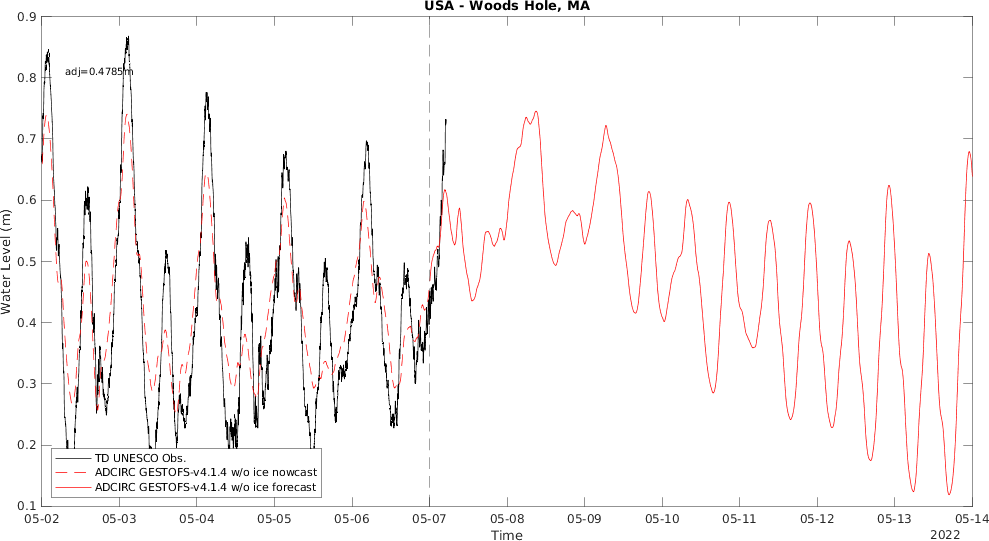 USA - Woods Hole, MA
0.9
0.8
0.7
0.6
0.5
0.4
0.3
0.2
0.1
Water Level (m)
adj=0.4785m
TD UNESCO Obs.
ADCIRC GESTOFS-v4.1.4 w/o ice nowcast
ADCIRC GESTOFS-v4.1.4 w/o ice forecast
05-02 05-03 05-04 05-05 05-06 05-07 05-08 05-09 05-10 05-11 05-12 05-13 05-14
Time
2022